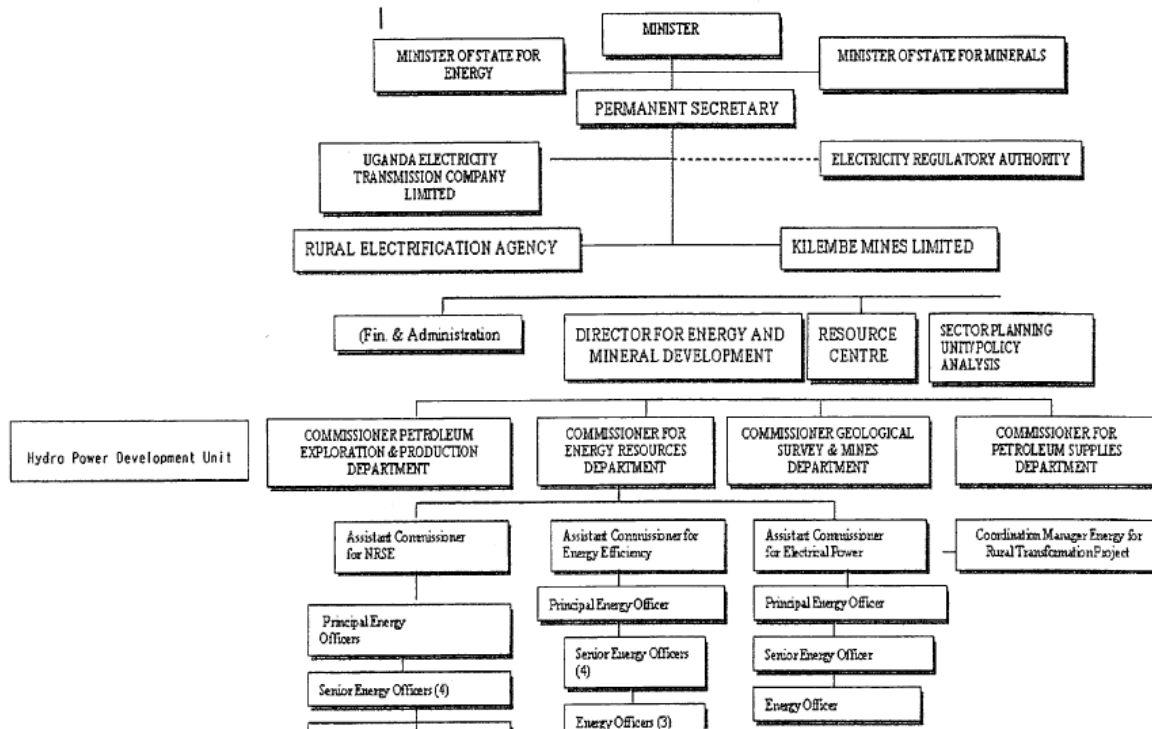 MINISTER
MINISTER OF STATE FOR
ENERGY
MINISTER OF STATE FOR MINERALS
PERMANENT SECRETARY
UGANDA ELECTRICITY
TRANSMISSION COMPANY
LIMITED
ELECTRICITY REGULATORY AUTHORITY
RURAL ELECTRIFICATION AGENCY
KILEMBE MINES LIMITED
(Fin. & Administration
DIRECTOR FOR ENERGY AND
MINERAL DEVELOPMENT
RESOURCE
CENTRE
SECTOR PLANNING
UNIT/POLICY
ANALYSIS
Hydro Power Development Unit
COMMISSIONER PETROLEUM
EXPLORATION & PRODUCTION
DEPARTMENT
COMMISSIONER FOR
ENERGY RESOURCES
DEPARTMENT
COMMISSIONER GEOLOGICAL
SURVEY & MINES
DEPARTMENT
COMMISSIONER FOR
PETROLEUM SUPPLIES
DEPARTMENT
Assistant Commissioner
for NRSE
Assistant Commissioner for
Energy Efficiency
Assistant Commissioner
for Electrical Power
Coordination Manager Energy for
Rural Transformation Project
Principal Energy
Officers
Principal Energy Officer
Principal Energy Officer
Senior Energy Officers (4)
Senior Energy Officers
(4)
Senior Energy Officer
Energy Officers (3)
Energy Officer